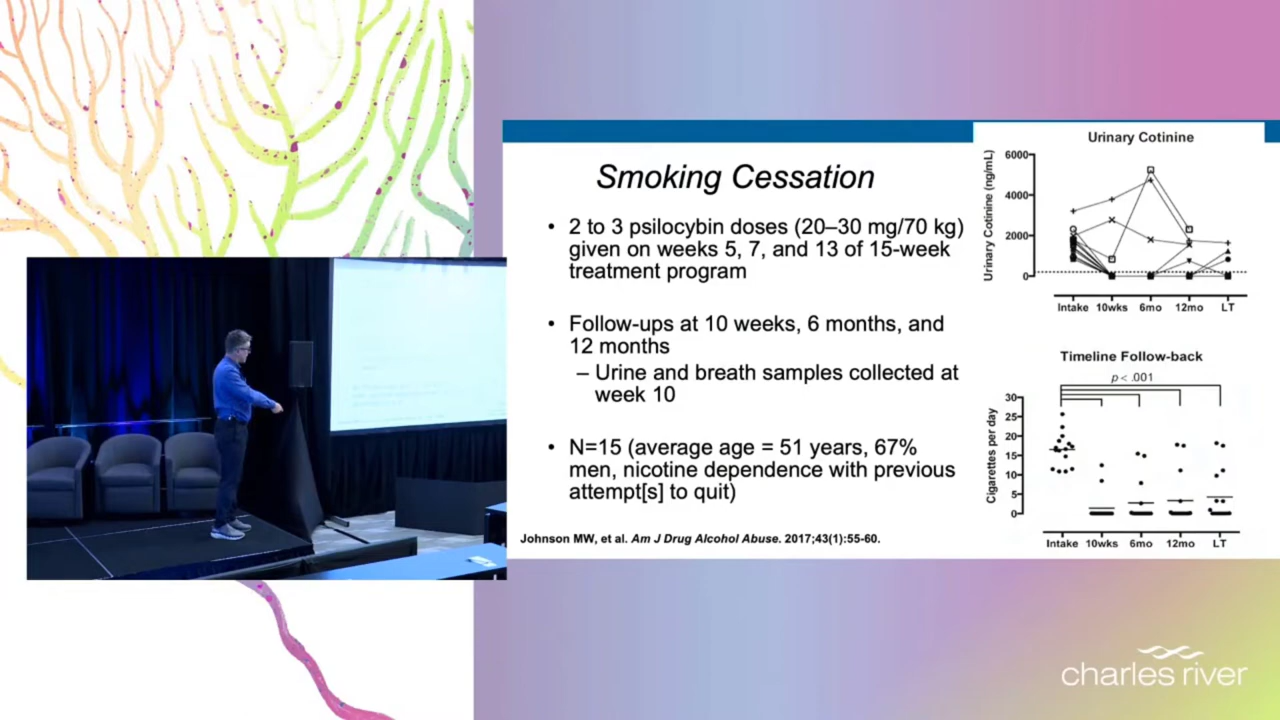 Smoking Cessation
• 2 to 3 psilocybin doses (20–30 mg/70 kg)
given on weeks 5, 7, and 13 of 15-week
treatment program
• Follow-ups at 10 weeks, 6 months, and
12 months
– Urine and breath samples collected at
week 10
• N=15 (average age = 51 years, 67%
men, nicotine dependence with previous
attempt[s] to quit)
Johnson MW, et al. Am J Drug Alcohol Abuse. 2017;43(1):55-60.
Urinary Cotinine
Urinary Cotinine (ng/mL)
6000
4000
2000
0
Intake 10wks 6mo 12mo LT
Timeline Follow-back
p < .001
Cigarettes per day
30
25
20
15
10
5
0
Intake 10wks 6mo 12mo LT
charles river